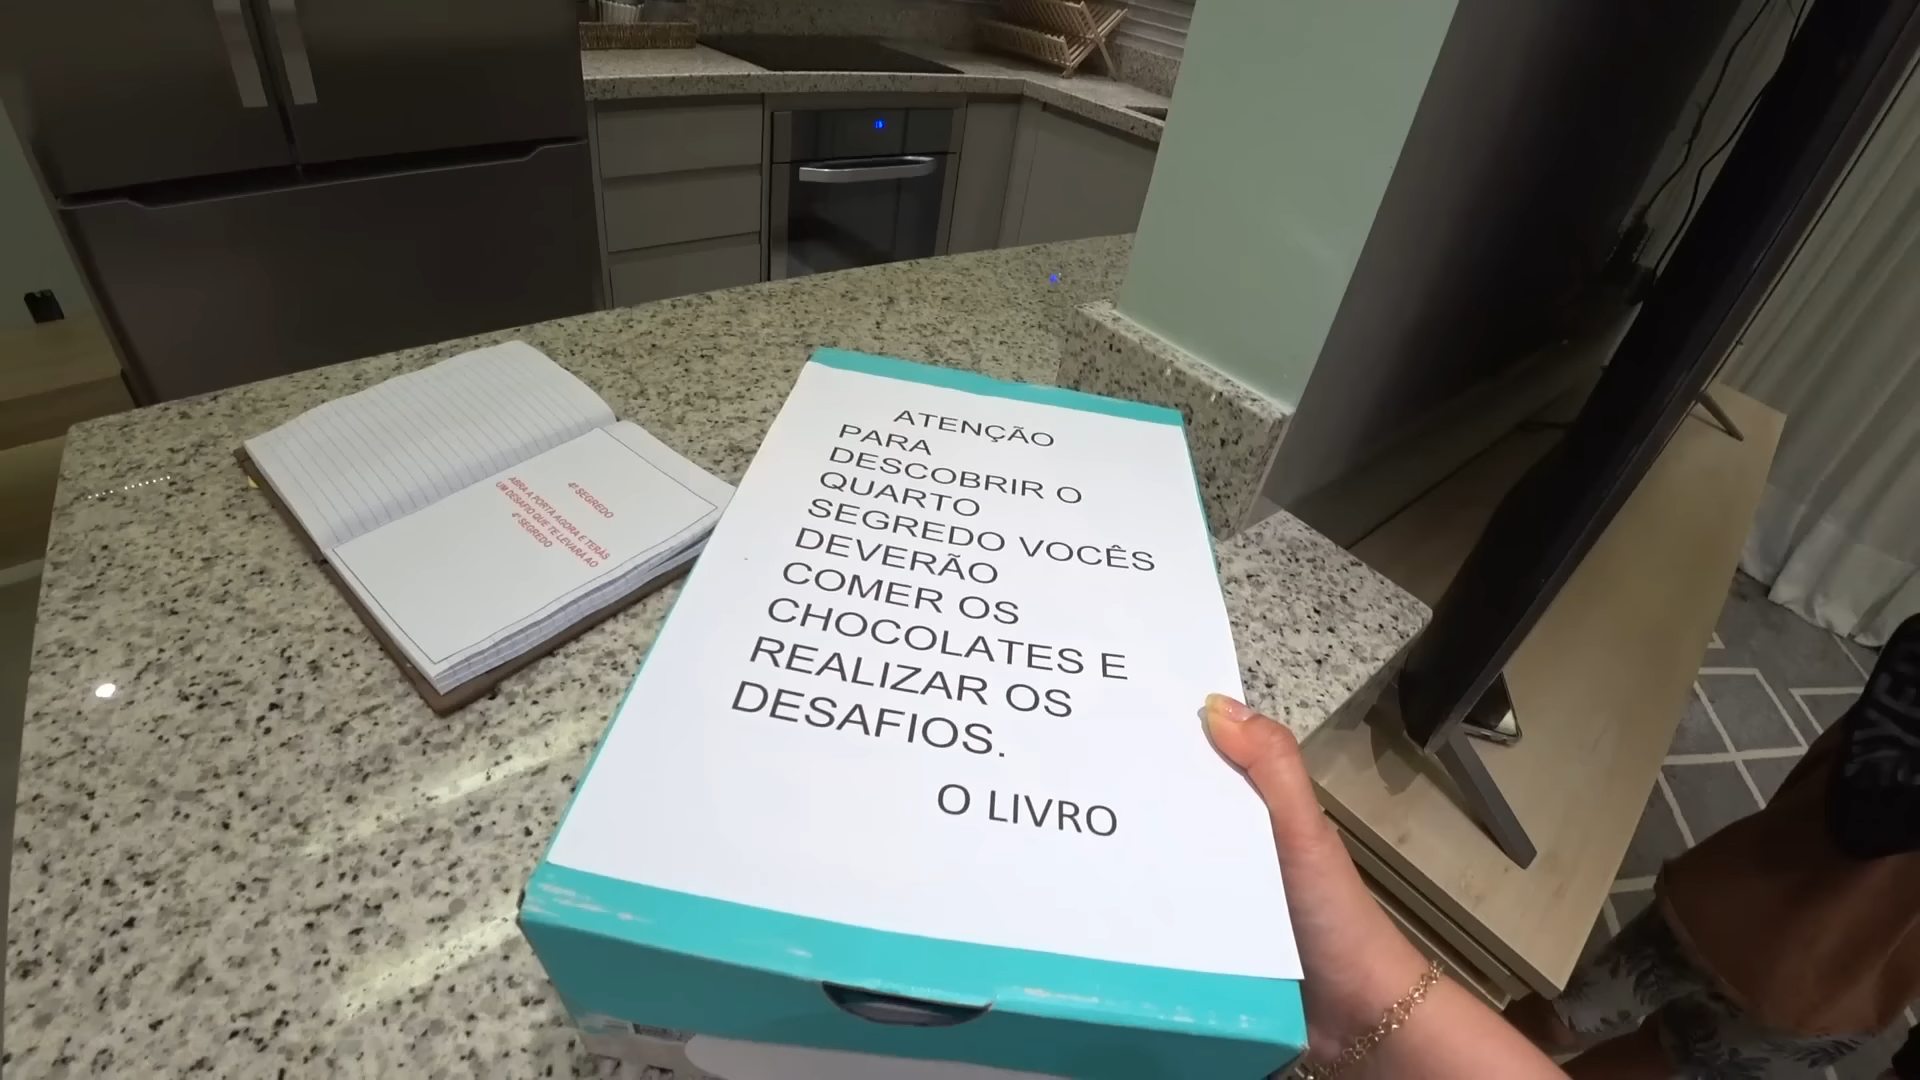 ATENÇÃO
PARA
DESCOBRIR O
QUARTO
SEGREDO VOCÊS
DEVERÃO
COMER OS
CHOCOLATES E
REALIZAR OS
DESAFIOS.
O LIVRO
4º SEGREDO
ABRA A PORTA AGORA E TERÁS
UM DESAFIO QUE TE LEVARA AO
4º SEGREDO